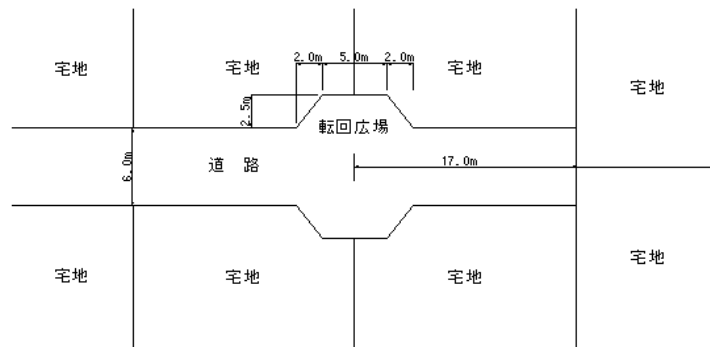 2.0m 5.0m 2.0m
宅地 宅地 宅地 宅地
2.5m
転回広場
6.0m 道 路 17.0m
宅地 宅地 宅地 宅地